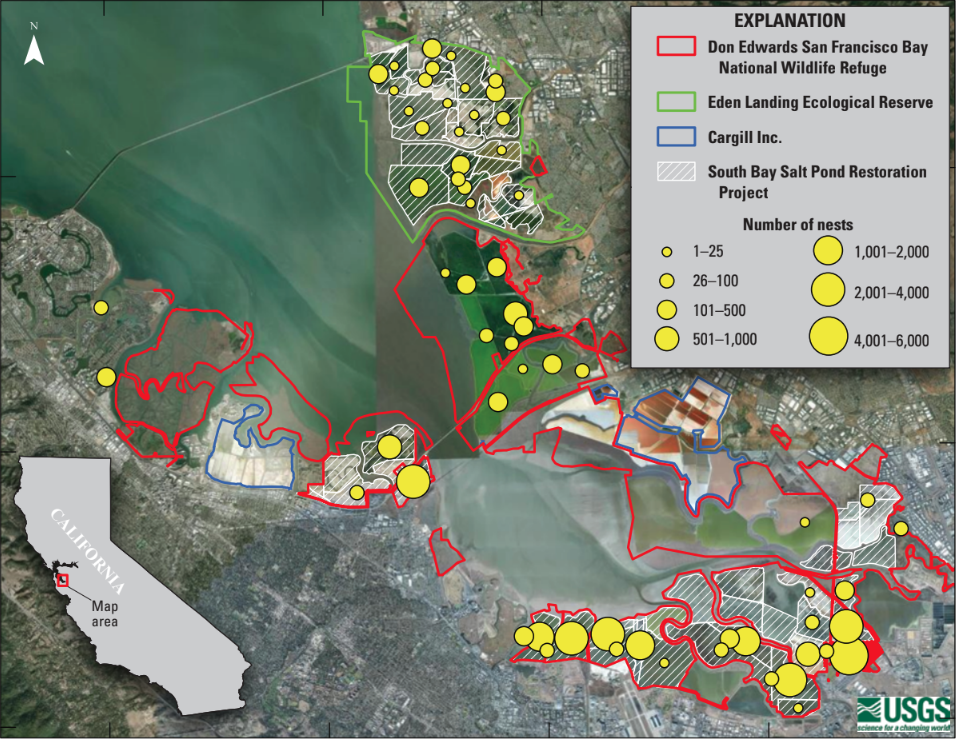 N
EXPLANATION
Don Edwards San Francisco Bay
National Wildlife Refuge
Eden Landing Ecological Reserve
Cargill Inc.
South Bay Salt Pond Restoration
Project
Number of nests
1–25
26–100
101–500
501–1,000
1,001–2,000
2,001–4,000
4,001–6,000
CALIFORNIA
Map
area
USGS
science for a changing world